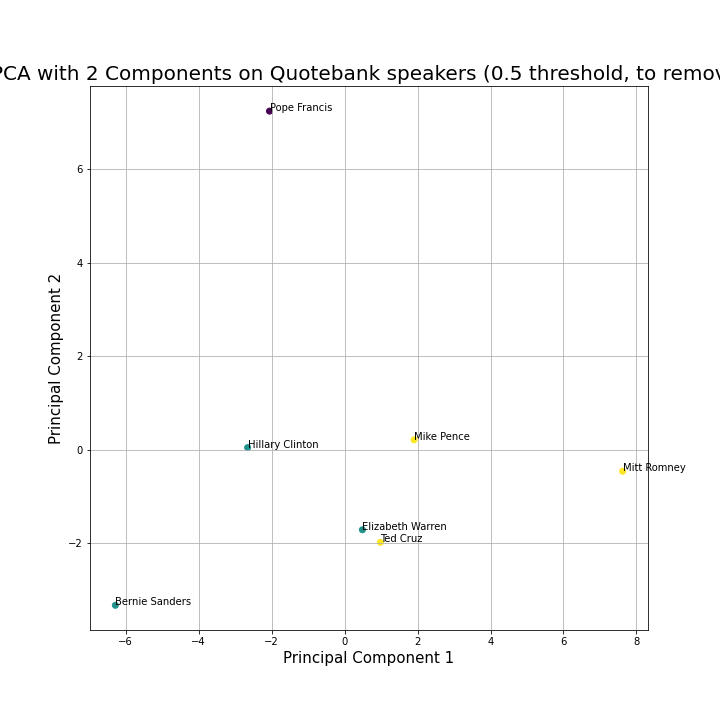 PCA with 2 Components on Quotebank speakers (0.5 threshold, to remov
Pope Francis
6
4
2
Mike Pence
Hillary Clinton
0
Mitt Romney
Elizabeth Warren
Ted Cruz
−2
Bernie Sanders
Principal Component 2
−6 −4 −2 0 2 4 6 8
Principal Component 1